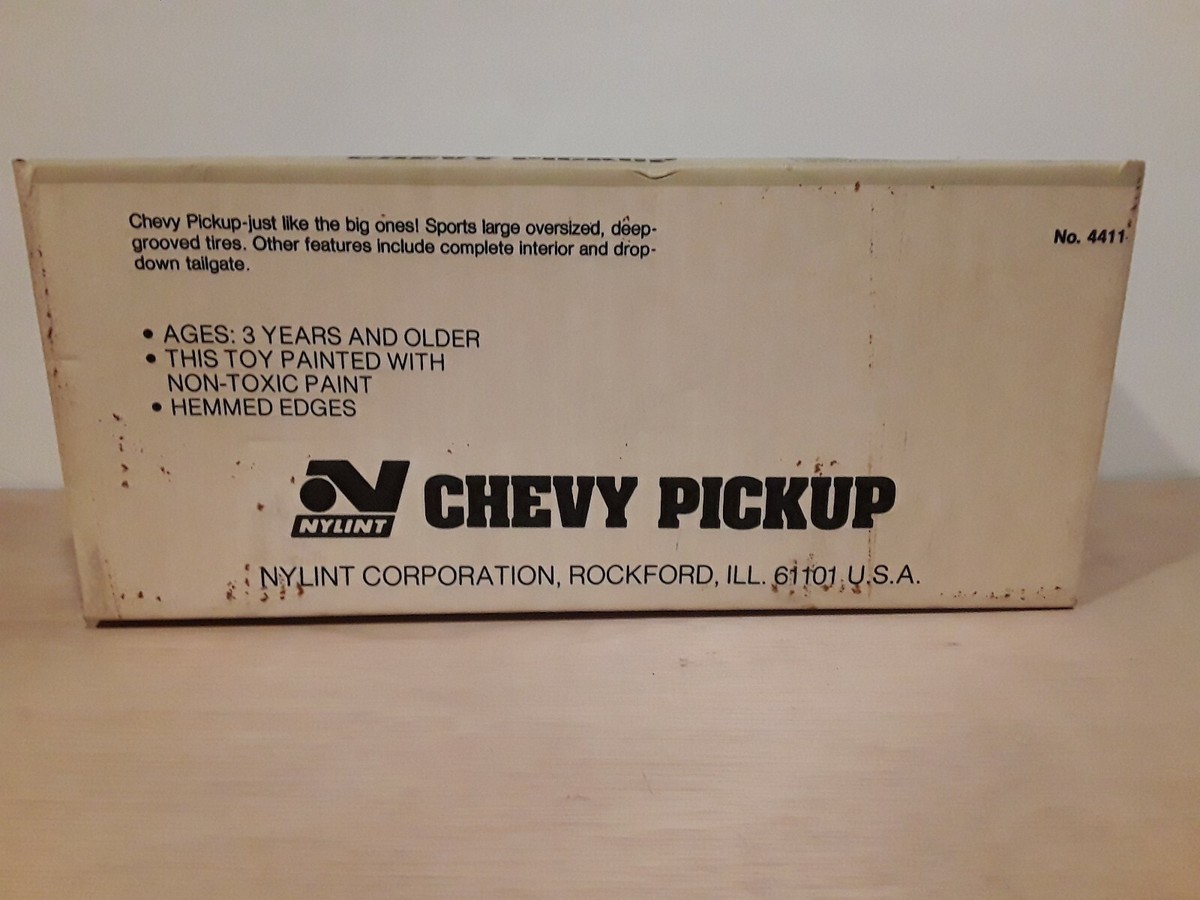 CHEVY PICKUP
Chevy Pickup-just like the big ones! Sports large oversized, deep-
grooved tires. Other features include complete interior and drop-
down tailgate.
No. 4411
• AGES: 3 YEARS AND OLDER
• THIS TOY PAINTED WITH
NON-TOXIC PAINT
• HEMMED EDGES
NYLINT
CHEVY PICKUP
NYLINT CORPORATION, ROCKFORD, ILL. 61101 U.S.A.